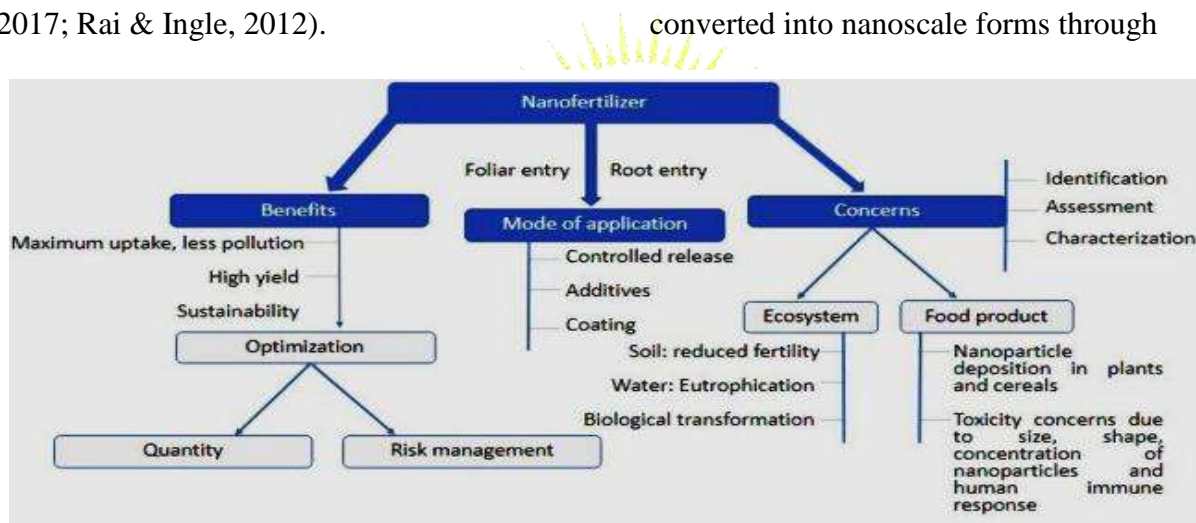 2017; Rai & Ingle, 2012).
converted into nanoscale forms through
Nanofertilizer
Foliar entry
Root entry
Benefits
Mode of application
Concerns
Identification
Assessment
Characterization
Maximum uptake, less pollution
High yield
Sustainability
Controlled release
Additives
Coating
Optimization
Quantity
Risk management
Ecosystem
Food product
Soil: reduced fertility
Water: Eutrophication
Biological transformation
Nanoparticle
deposition in plants
and cereals
Toxicity concerns due
to size, shape,
concentration of
nanoparticles and
human immune
response